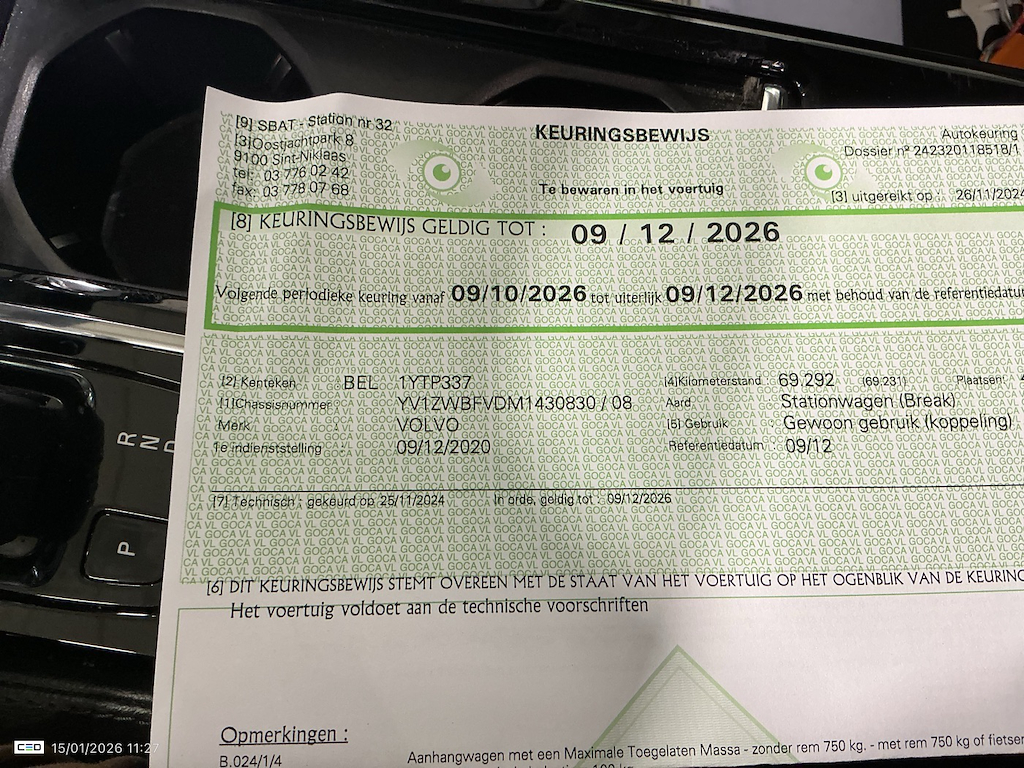 [9] SBAT - Station nr 32
[3]Oostjachtpark 8
9100 Sint-Niklaas
tel: 03 776 02 42
fax: 03 778 07 68
KEURINGSBEWIJS
Te bewaren in het voertuig
Autokeuring
Dossier nº 242320118518/1
[3] uitgereikt op : 26/11/2024
[8] KEURINGSBEWIJS GELDIG TOT : 09 / 12 / 2026
Volgende periodieke keuring vanaf 09/10/2026 tot uiterlijk 09/12/2026 met behoud van de referentiedatum
[2] Kenteken : BEL 1YTP337
[1]Chassisnummer : YV1ZWBFVDM1430830 / 08
Merk : VOLVO
1e indienststelling : 09/12/2020
[4]Kilometerstand : 69.292 (69.231) Plaatsen:
Aard : Stationwagen (Break)
[5] Gebruik : Gewoon gebruik (koppeling)
Referentiedatum : 09/12
[7] Technisch : gekeurd op 25/11/2024 In orde, geldig tot : 09/12/2026
[6] DIT KEURINGSBEWIJS STEMT OVEREEN MET DE STAAT VAN HET VOERTUIG OP HET OGENBLIK VAN DE KEURING
Het voertuig voldoet aan de technische voorschriften
Opmerkingen :
B.024/1/4 Aanhangwagen met een Maximale Toegelaten Massa - zonder rem 750 kg. - met rem 750 kg of fietsen
R
N
D
P
CEO 15/01/2026 11:27